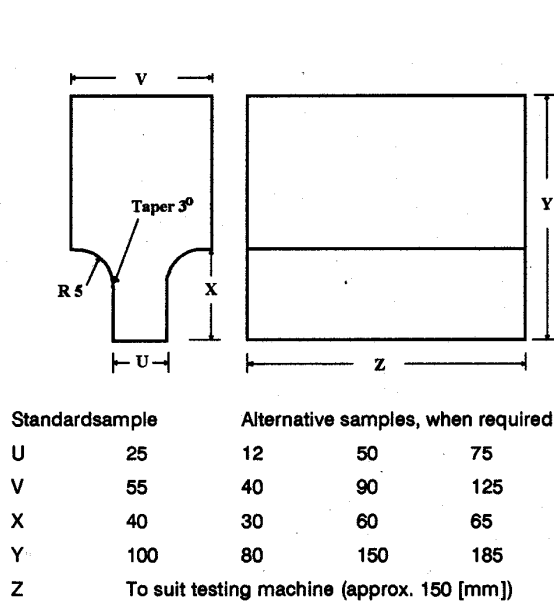 V
Taper 3⁰
Y
R 5
X
U
Z
Standardsample Alternative samples, when required
U 25 12 50 75
V 55 40 90 125
X 40 30 60 65
Y 100 80 150 185
Z To suit testing machine (approx. 150 [mm])